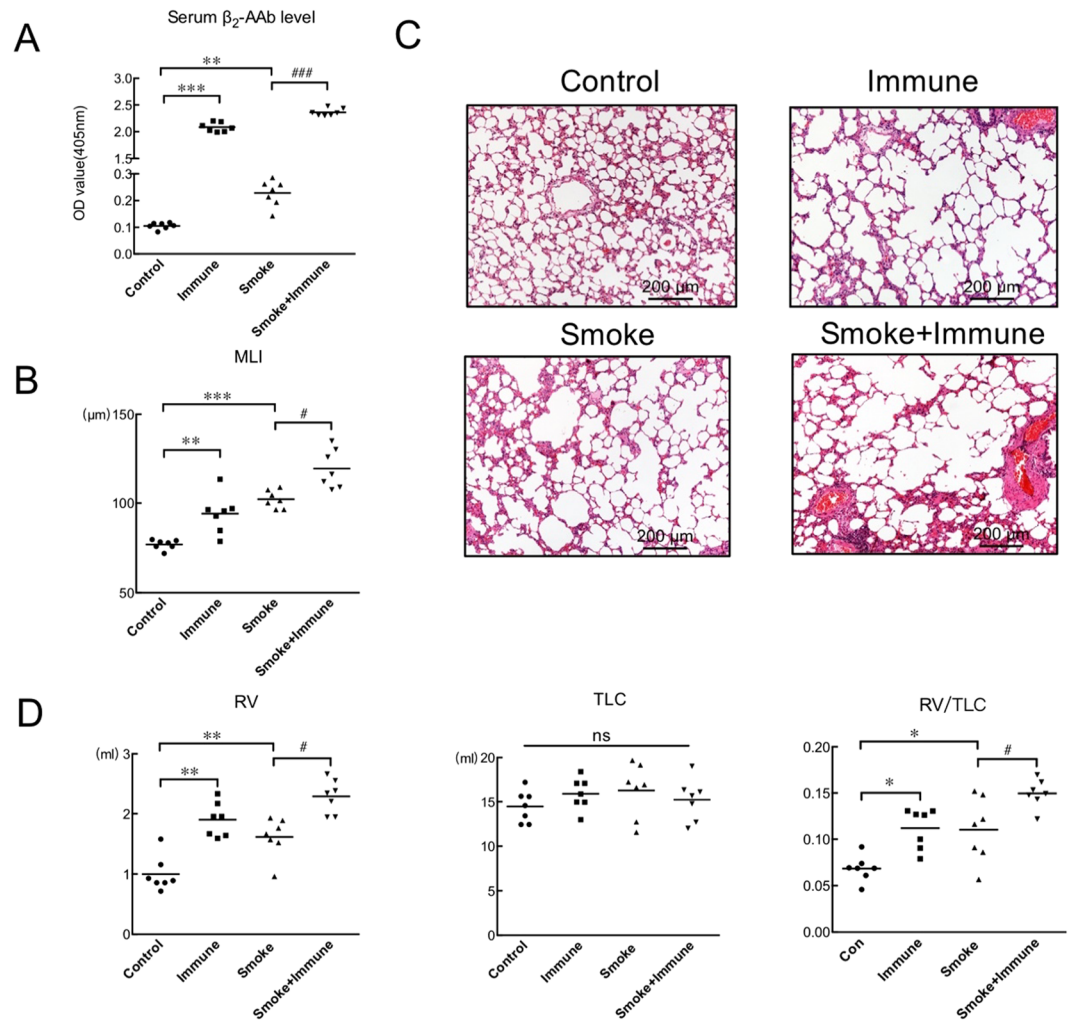 A
Serum β2-AAb level
**
***
###
OD value(405nm)
3.0
2.5
2.0
1.5
0.3
0.2
0.1
0.0
Control
Immune
Smoke
Smoke+Immune
B
MLI
(μm)
150
100
50
***
**
#
Control
Immune
Smoke
Smoke+Immune
C
Control
Immune
200 μm
200 μm
Smoke
Smoke+Immune
200 μm
200 μm
D
RV
(ml)
3
2
1
0
**
**
#
Control
Immune
Smoke
Smoke+Immune
TLC
(ml)
20
15
10
5
0
ns
Control
Immune
Smoke
Smoke+Immune
RV/TLC
0.20
0.15
0.10
0.05
0.00
*
*
#
Con
Immune
Smoke
Smoke+Immune